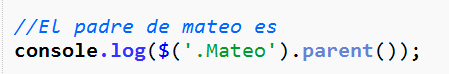 //El padre de mateo es
console.log($('.Mateo').parent());